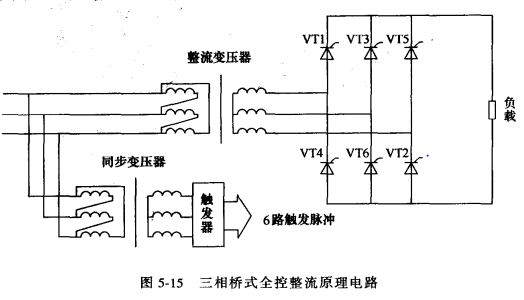 VT1 VT3 VT5
整流变压器
负载
VT4 VT6 VT2
同步变压器
触发器
6路触发脉冲
图 5-15 三相桥式全控整流原理电路